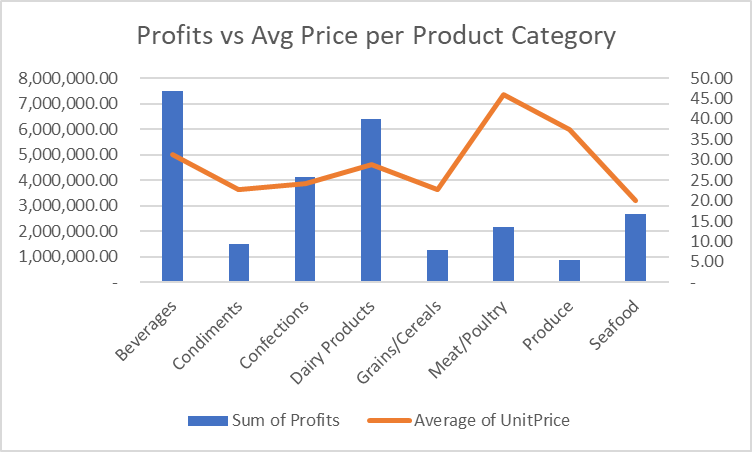 Profits vs Avg Price per Product Category
8,000,000.00
7,000,000.00
6,000,000.00
5,000,000.00
4,000,000.00
3,000,000.00
2,000,000.00
1,000,000.00
-
50.00
45.00
40.00
35.00
30.00
25.00
20.00
15.00
10.00
5.00
-
Beverages
Condiments
Confections
Dairy Products
Grains/Cereals
Meat/Poultry
Produce
Seafood
Sum of Profits
Average of UnitPrice